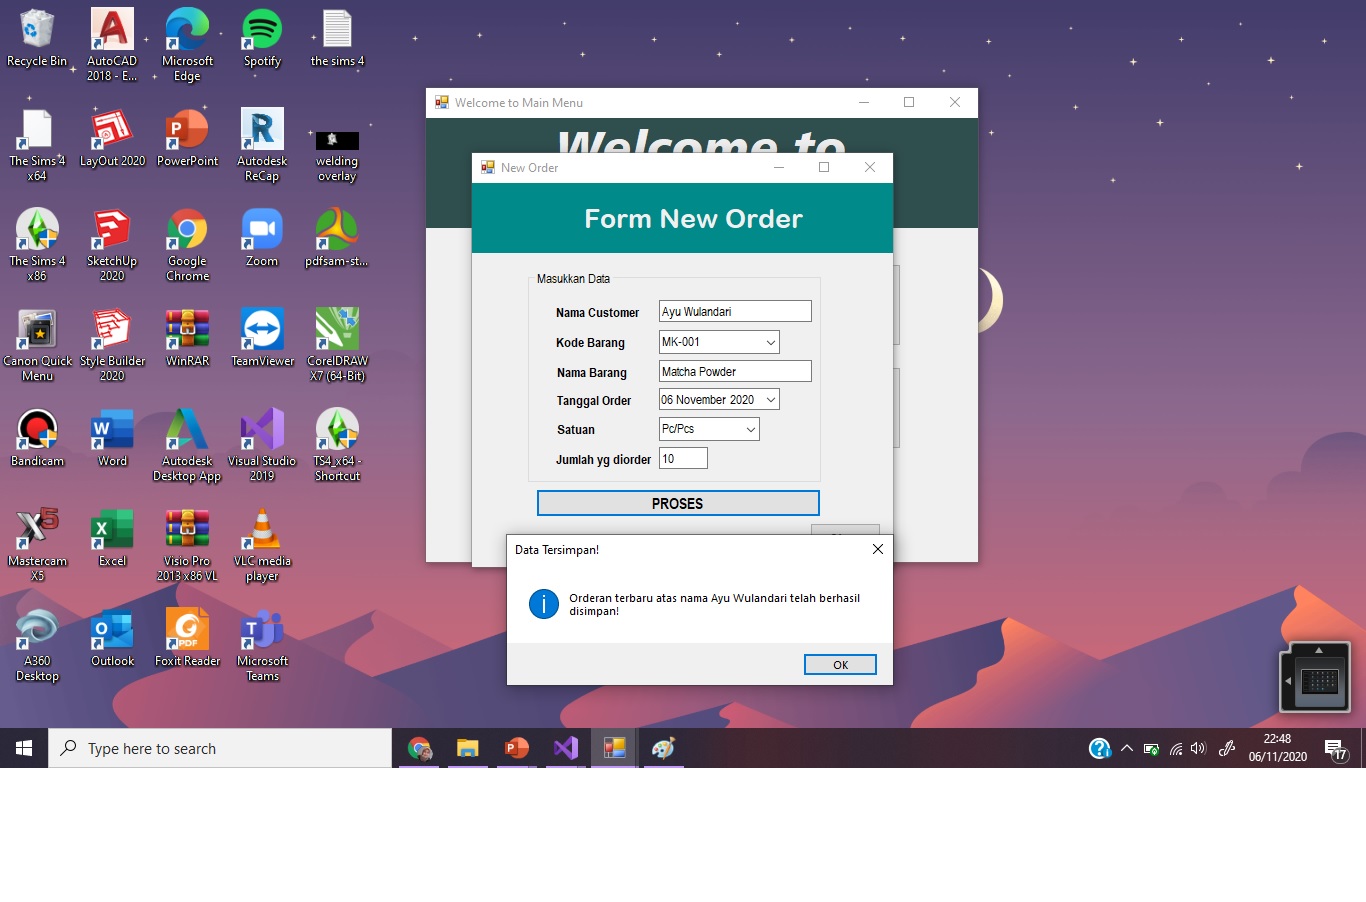 Recycle Bin
AutoCAD
2018 - E...
Microsoft
Edge
Spotify
the sims 4
The Sims 4
x64
LayOut 2020
PowerPoint
Autodesk
ReCap
welding
overlay
The Sims 4
x86
SketchUp
2020
Google
Chrome
Zoom
pdfsam-st...
Canon Quick
Menu
Style Builder
2020
WinRAR
TeamViewer
CorelDRAW
X7 (64-Bit)
Bandicam
Word
Autodesk
Desktop App
Visual Studio
2019
TS4_x64 -
Shortcut
Mastercam
X5
Excel
Visio Pro
2013 x86 VL
VLC media
player
A360
Desktop
Outlook
Foxit Reader
Microsoft
Teams
Welcome to Main Menu
Welcome to
New Order
Form New Order
Masukkan Data
Nama Customer Ayu Wulandari
Kode Barang MK-001
Nama Barang Matcha Powder
Tanggal Order 06 November 2020
Satuan Pc/Pcs
Jumlah yg diorder 10
PROSES
Data Tersimpan!
Orderan terbaru atas nama Ayu Wulandari telah berhasil
disimpan!
OK
Type here to search
22:48
06/11/2020
17